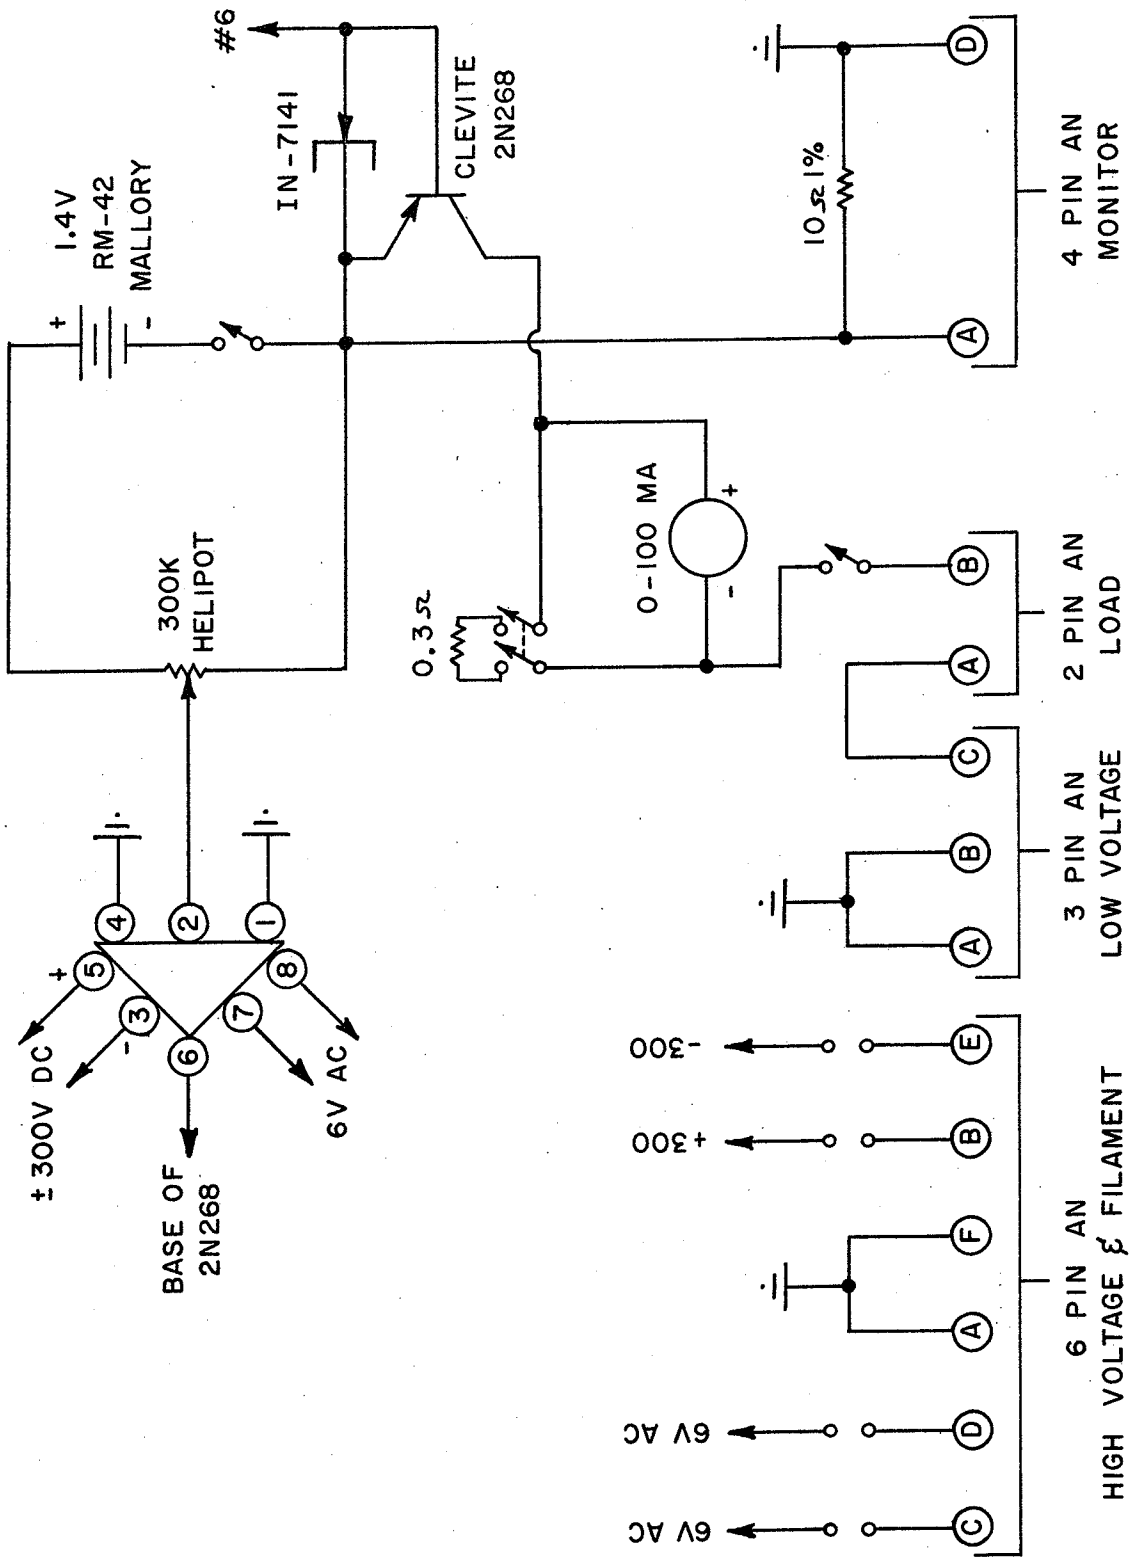 ± 300V DC
+
-
5
3
4
6
2
7
1
8
BASE OF
2N268
6V AC
300K
HELIPOT
+
1.4V
RM-42
MALLORY
-
#6
IN-7141
CLEVITE
2N268
0.3Ω
0-100 MA
-
+
10Ω 1%
6V AC
6V AC
+300
-300
C
D
A
F
B
E
A
B
C
A
B
A
D
6 PIN AN
HIGH VOLTAGE & FILAMENT
3 PIN AN
LOW VOLTAGE
2 PIN AN
LOAD
4 PIN AN
MONITOR